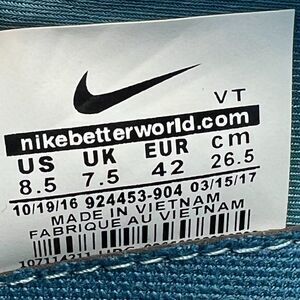 VT
nikebetterworld.com
US UK EUR cm
8.5 7.5 42 26.5
10/19/16 924453-904 03/15/17
MADE IN VIETNAM
FABRIQUE AU VIETNAM